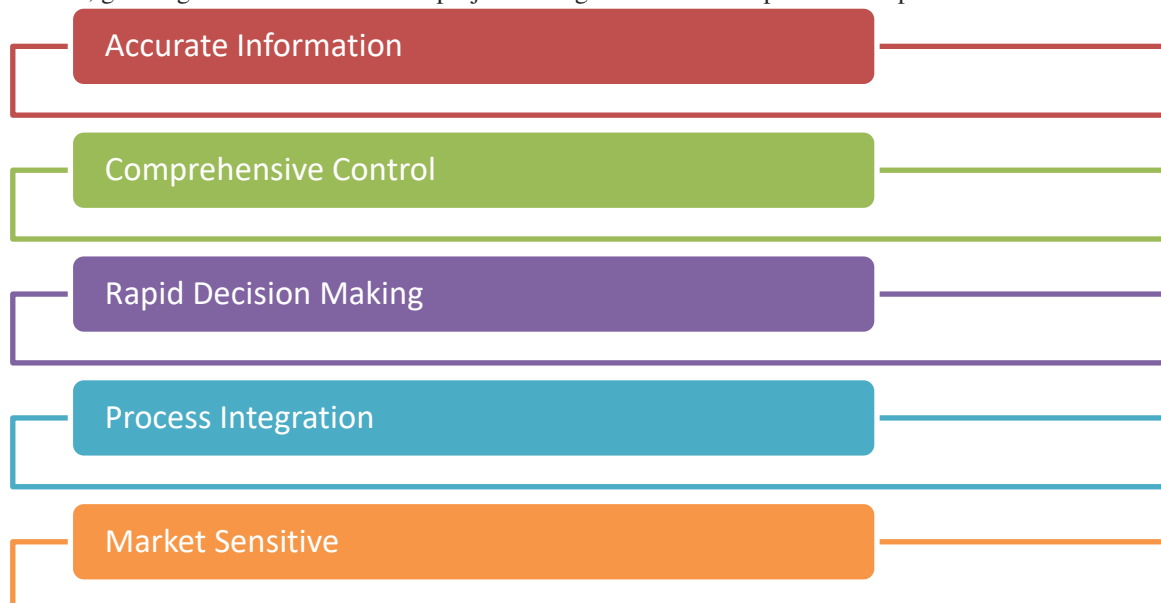 Accurate Information
Comprehensive Control
Rapid Decision Making
Process Integration
Market Sensitive